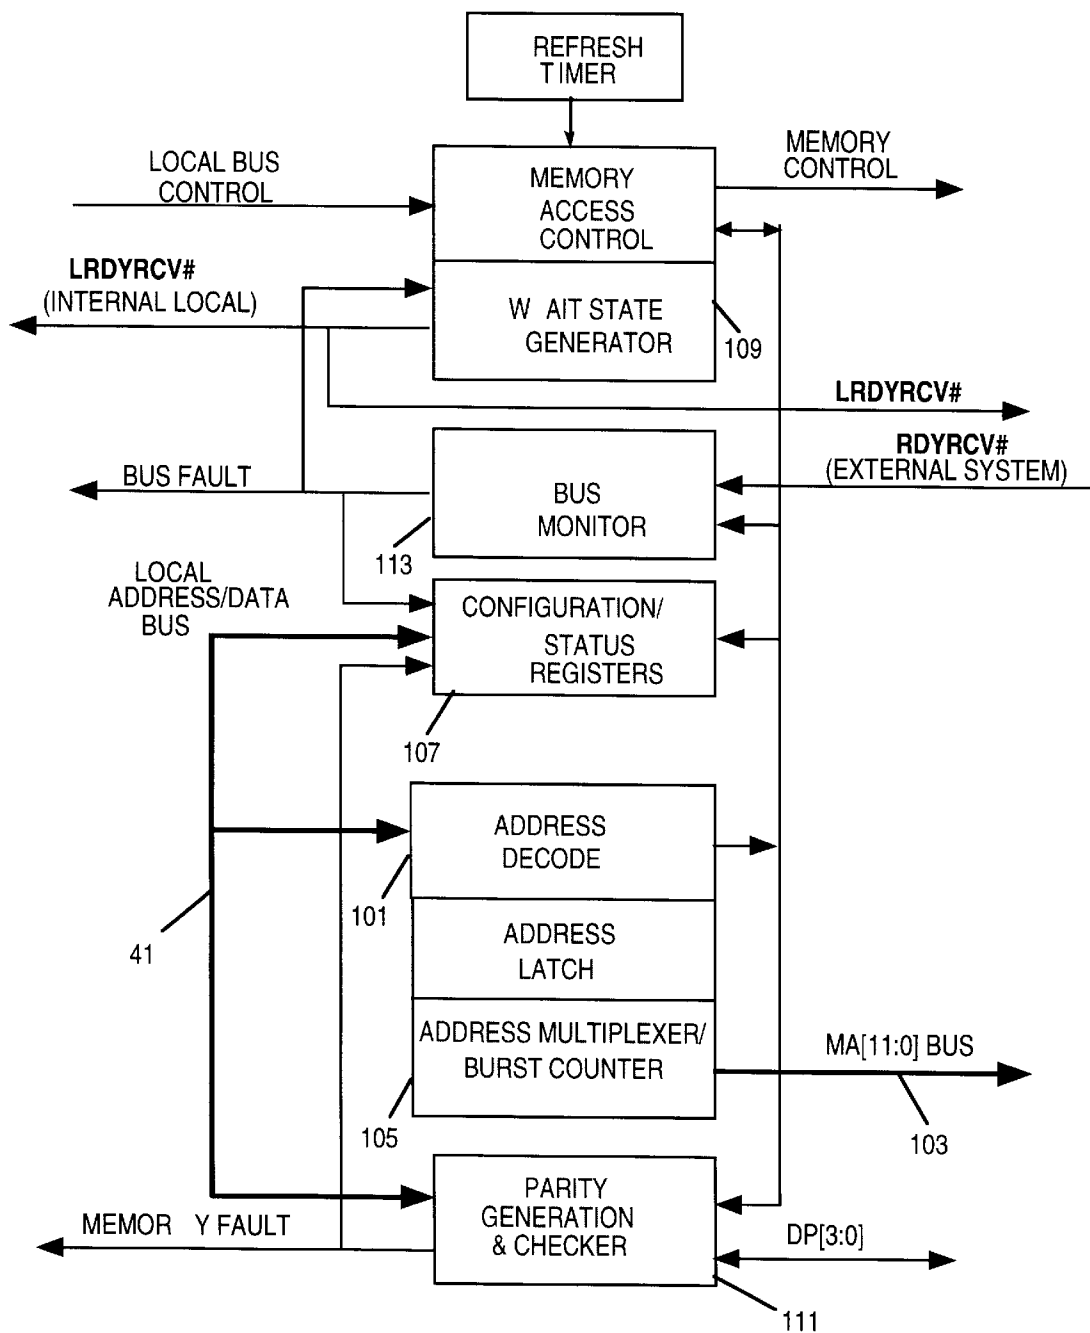 REFRESH
TIMER
LOCAL BUS
CONTROL
MEMORY
ACCESS
CONTROL
MEMORY
CONTROL
LRDYRCV#
(INTERNAL LOCAL)
W AIT STATE
GENERATOR
109
LRDYRCV#
RDYRCV#
(EXTERNAL SYSTEM)
BUS FAULT
BUS
MONITOR
113
LOCAL
ADDRESS/DATA
BUS
CONFIGURATION/
STATUS
REGISTERS
107
ADDRESS
DECODE
101
41
ADDRESS
LATCH
ADDRESS MULTIPLEXER/
BURST COUNTER
105
MA[11:0] BUS
103
PARITY
GENERATION
& CHECKER
MEMOR Y FAULT
DP[3:0]
111